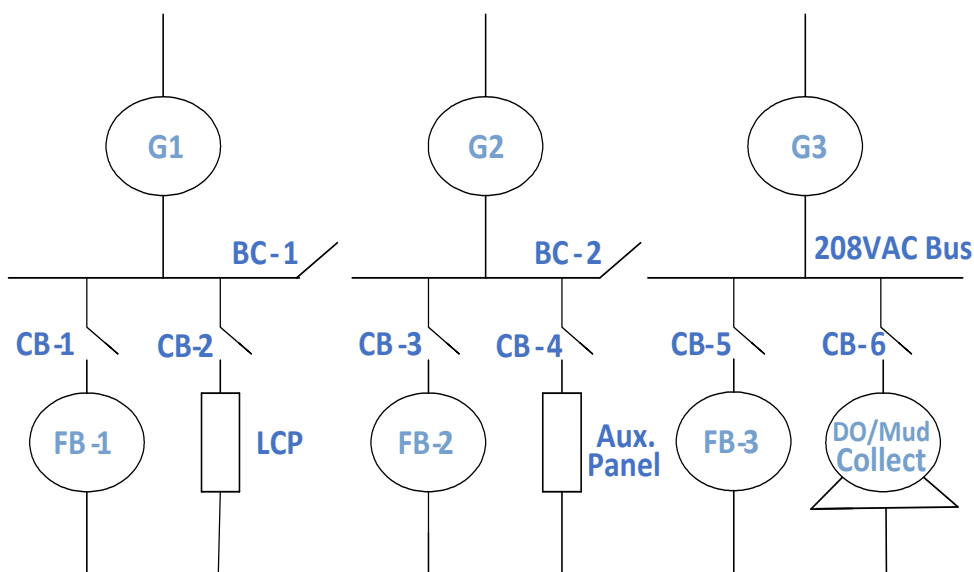 G1
G2
G3
BC-1
BC-2
208VAC Bus
CB-1
CB-2
CB-3
CB-4
CB-5
CB-6
FB-1
LCP
FB-2
Aux.
Panel
FB-3
DO/Mud
Collect